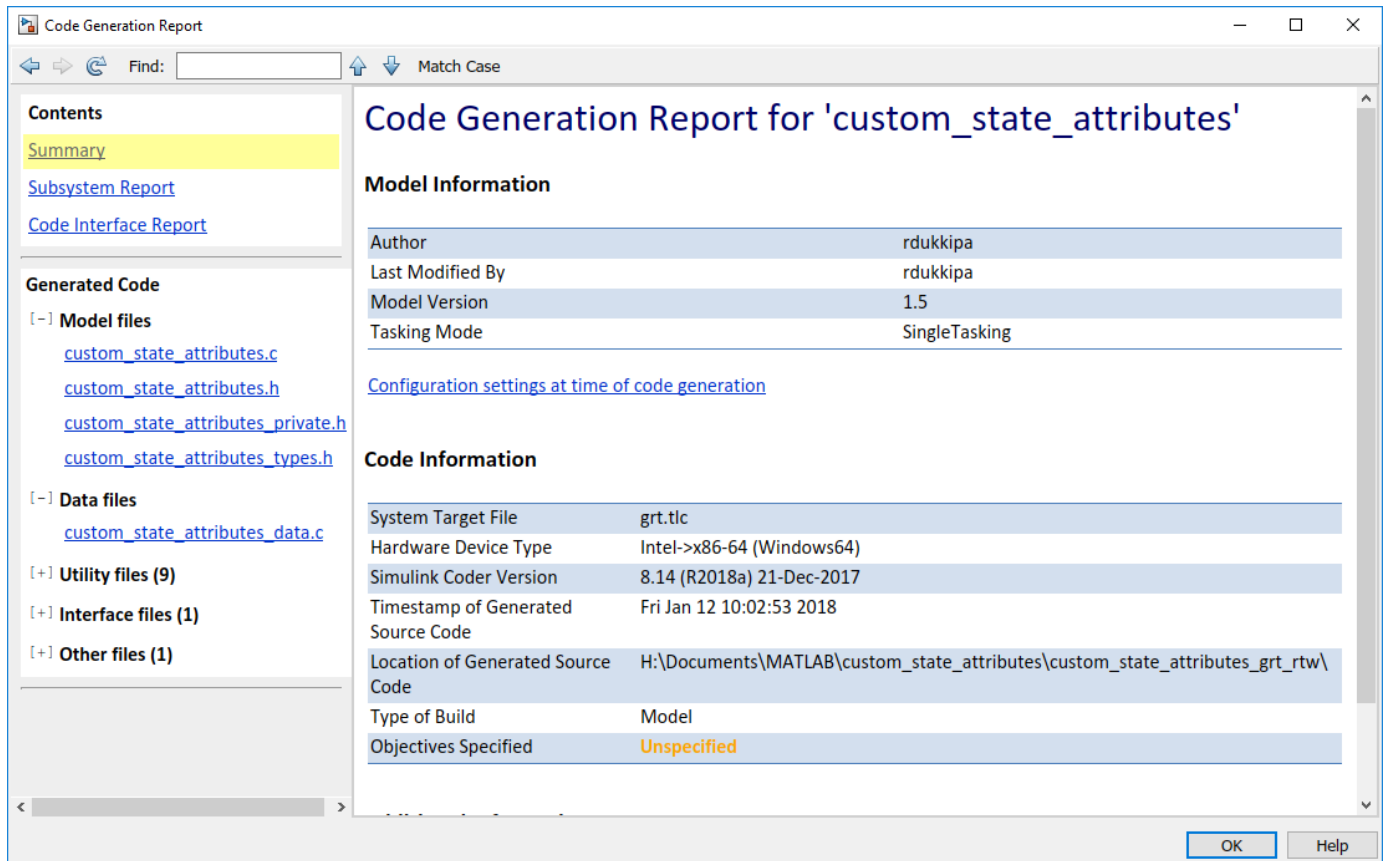 Code Generation Report
Find:
Match Case
Contents
Summary
Subsystem Report
Code Interface Report
Generated Code
[-] Model files
custom_state_attributes.c
custom_state_attributes.h
custom_state_attributes_private.h
custom_state_attributes_types.h
[-] Data files
custom_state_attributes_data.c
[+] Utility files (9)
[+] Interface files (1)
[+] Other files (1)
Code Generation Report for 'custom_state_attributes'
Model Information
Author rdukkipa
Last Modified By rdukkipa
Model Version 1.5
Tasking Mode SingleTasking
Configuration settings at time of code generation
Code Information
System Target File grt.tlc
Hardware Device Type Intel->x86-64 (Windows64)
Simulink Coder Version 8.14 (R2018a) 21-Dec-2017
Timestamp of Generated Fri Jan 12 10:02:53 2018
Source Code
Location of Generated Source H:\Documents\MATLAB\custom_state_attributes\custom_state_attributes_grt_rtw\
Code
Type of Build Model
Objectives Specified Unspecified
OK Help